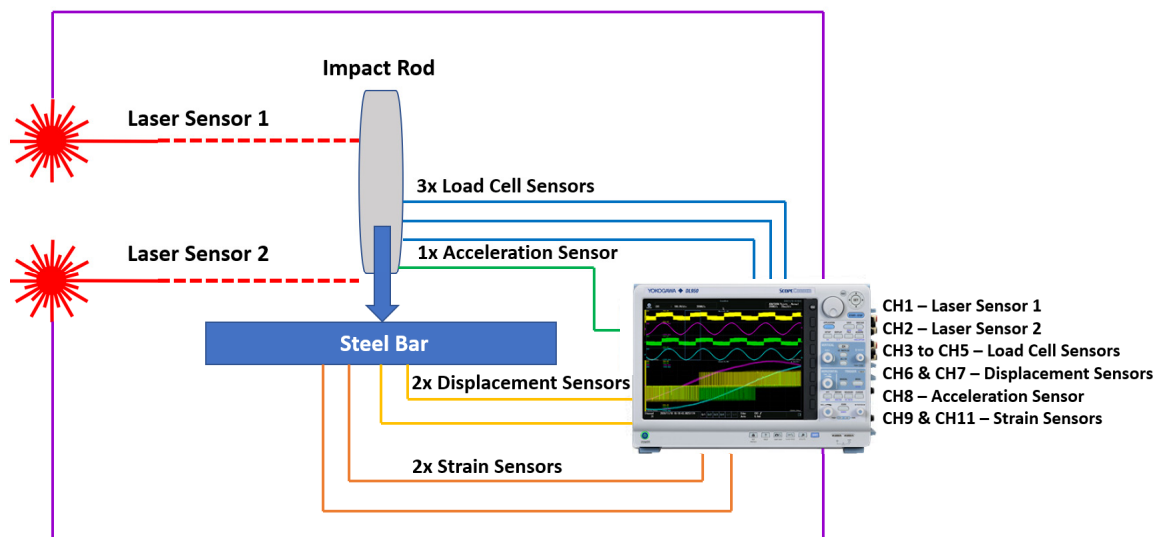 Impact Rod
Laser Sensor 1
3x Load Cell Sensors
Laser Sensor 2
1x Acceleration Sensor
YOKOGAWA DL850
SCOPECORDER
Steel Bar
2x Displacement Sensors
2x Strain Sensors
CH1 – Laser Sensor 1
CH2 – Laser Sensor 2
CH3 to CH5 – Load Cell Sensors
CH6 & CH7 – Displacement Sensors
CH8 – Acceleration Sensor
CH9 & CH11 – Strain Sensors